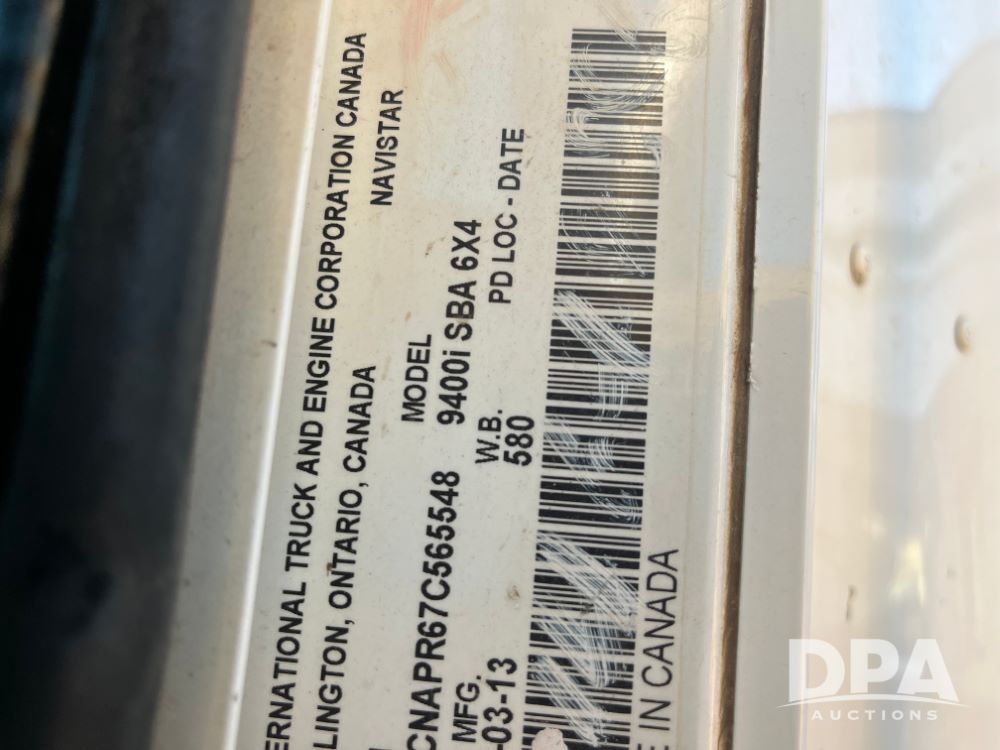 ERNATIONAL TRUCK AND ENGINE CORPORATION CANADA
LINGTON, ONTARIO, CANADA NAVISTAR
MODEL
CNAPR67C565548 9400i SBA 6X4
MFG. W.B. PD LOC - DATE
-03-13 580
E IN CANADA
DPA
AUCTIONS